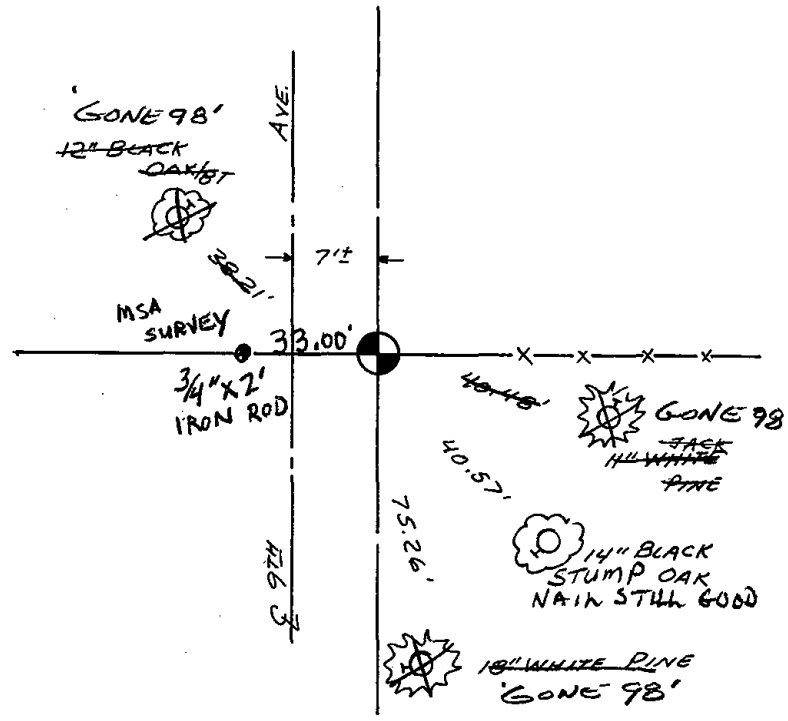 'GONE 98'
12" BLACK
OAK/BT
AVE.
7'±
38.21'
MSA
SURVEY
33.00'
3/4" X 2'
IRON ROD
40.48'
GONE 98
JACK
11" WHITE
PINE
40.57'
75.26'
14" BLACK
STUMP OAK
NAIL STILL GOOD
9TH
18" WHITE PINE
'GONE 98'